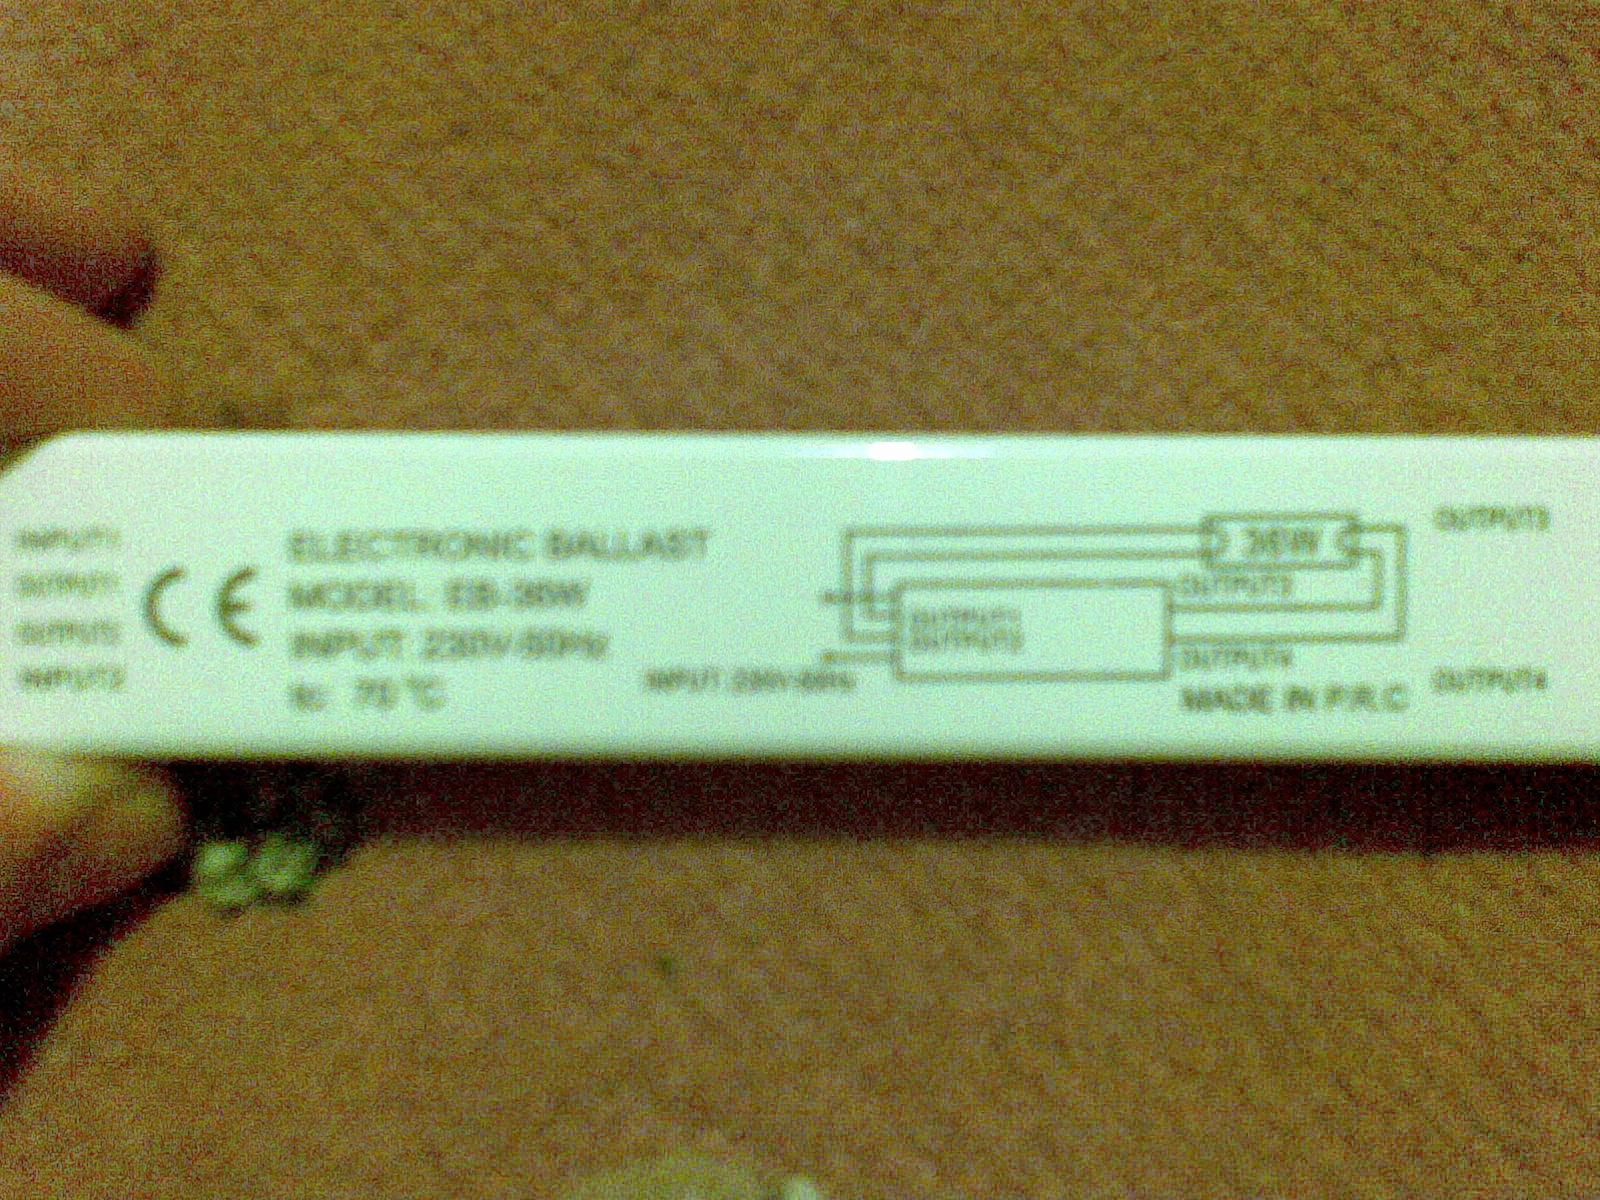 INPUT1
OUTPUT1
OUTPUT2
INPUT2
CE
ELECTRONIC BALLAST
MODEL: EB-36W
INPUT: 230V-50Hz
tc: 70 °C
INPUT 230V-50Hz
OUTPUT1
OUTPUT2
36W
OUTPUT3
OUTPUT4
MADE IN P.R.C
OUTPUT3
OUTPUT4